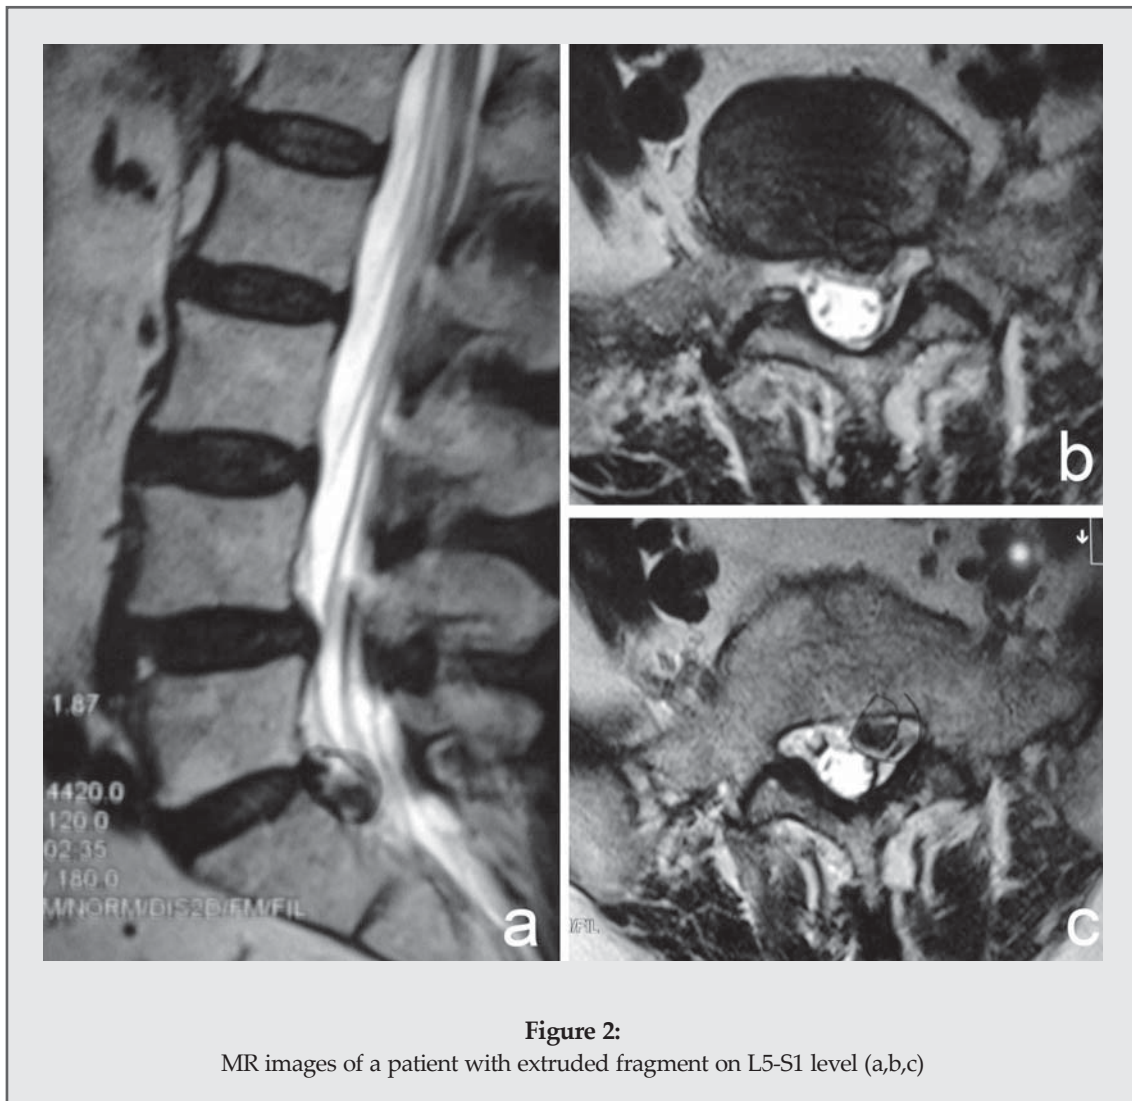 1.87
4420.0
120.0
02.35
/ 180.0
M/NORM/DIS2D/FM/FIL
a
b
/FIL
c
Figure 2:
MR images of a patient with extruded fragment on L5-S1 level (a,b,c)